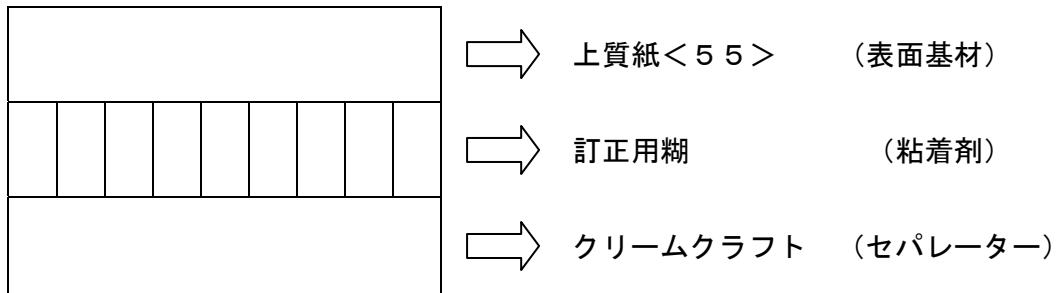 上質紙＜５５＞　（表面基材）
訂正用糊　（粘着剤）
クリームクラフト　（セパレーター）